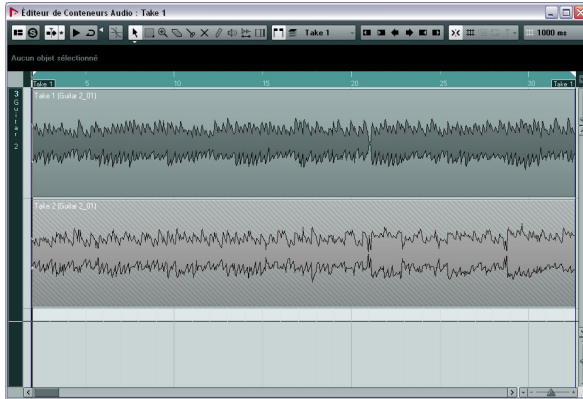 Éditeur de Conteneurs Audio : Take 1
Take 1
1000 ms
Aucun objet sélectionné
Take 1 5 10 15 20 25 30 Take 1
3
Guitar 2
Take 1 (Guitar 2_01)
Take 2 (Guitar 2_01)